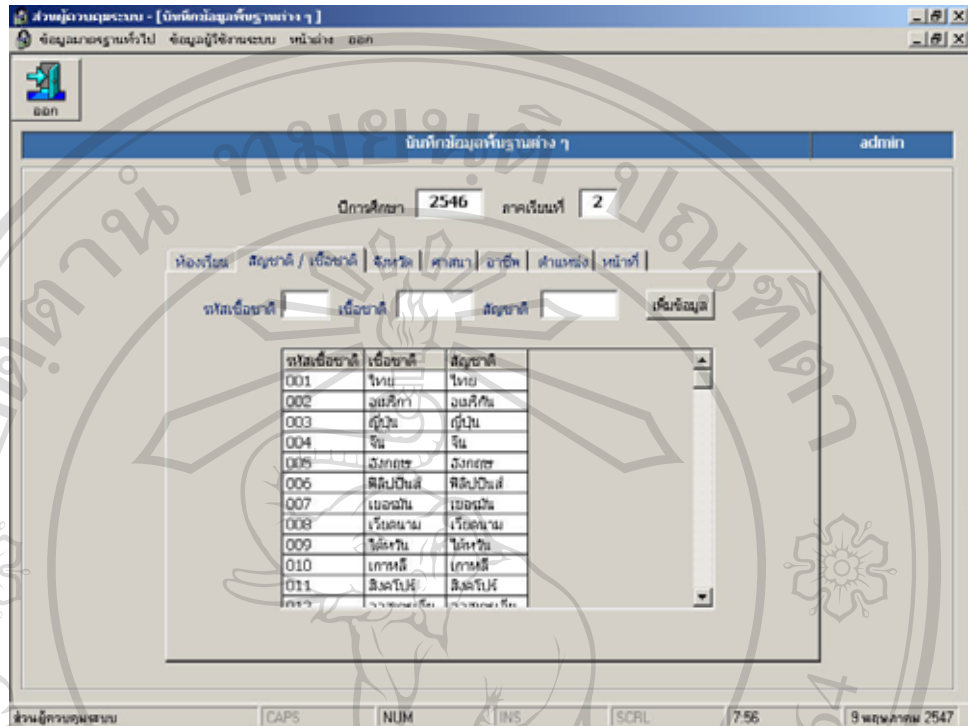 ส่วนผู้ควบคุมระบบ - [บันทึกข้อมูลพื้นฐานต่าง ๆ ]
ข้อมูลมาตรฐานทั่วไป ข้อมูลผู้ใช้งานระบบ หน้าต่าง ออก
ออก
บันทึกข้อมูลพื้นฐานต่าง ๆ admin
ปีการศึกษา 2546 ภาคเรียนที่ 2
ห้องเรียน สัญชาติ / เชื้อชาติ จังหวัด ศาสนา อาชีพ ตำแหน่ง หน้าที่
รหัสเชื้อชาติ เชื้อชาติ สัญชาติ เพิ่มข้อมูล
รหัสเชื้อชาติ เชื้อชาติ สัญชาติ
001 ไทย ไทย
002 อเมริกา อเมริกัน
003 ญี่ปุ่น ญี่ปุ่น
004 จีน จีน
005 อังกฤษ อังกฤษ
006 ฟิลิปปินส์ ฟิลิปปินส์
007 เยอรมัน เยอรมัน
008 เวียดนาม เวียดนาม
009 ไต้หวัน ไต้หวัน
010 เกาหลี เกาหลี
011 สิงคโปร์ สิงคโปร์
012
ส่วนผู้ควบคุมระบบ CAPS NUM INS SCRL 7:56 9 พฤษภาคม 2547